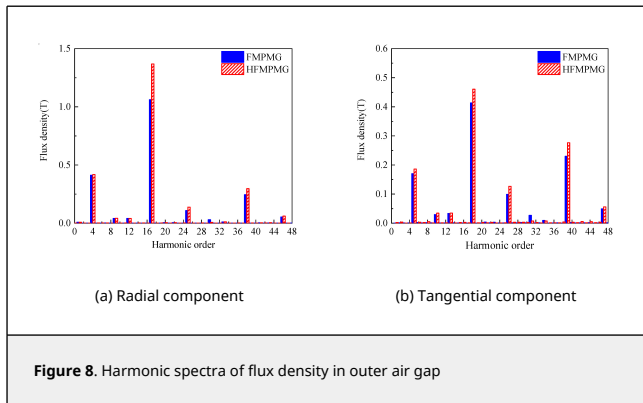 FMPMG
HFMPMG
Flux density(T)
1.5
1.0
0.5
0.0
0 4 8 12 16 20 24 28 32 36 40 44 48
Harmonic order
(a) Radial component
FMPMG
HFMPMG
Flux density(T)
0.6
0.5
0.4
0.3
0.2
0.1
0.0
0 4 8 12 16 20 24 28 32 36 40 44 48
Harmonic order
(b) Tangential component
Figure 8. Harmonic spectra of flux density in outer air gap